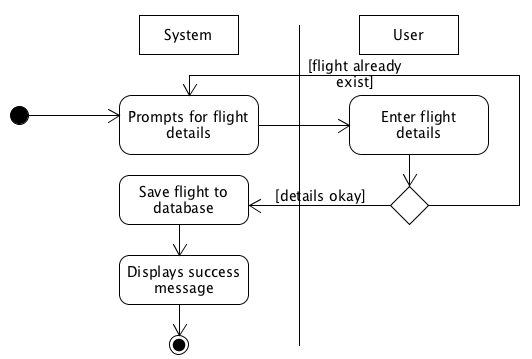 System
User
[flight already
exist]
Prompts for flight
details
Enter flight
details
Save flight to
database
[details okay]
Displays success
message